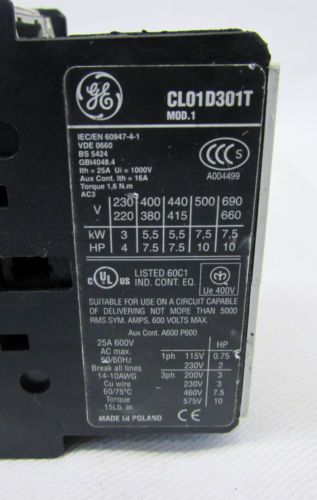 GE
CL01D301T
MOD.1
IEC/EN 60947-4-1
VDE 0660
BS 5424
GBI4048.4
Ith = 25A Ui = 1000V
Aux Cont. Ith = 16A
Torque 1,6 N.m
AC3
CCC S
A004499
V 230 400 440 500 690
220 380 415 660
kW 3 5,5 5,5 7,5 7,5
HP 4 7.5 7.5 10 10
C UL US LISTED 60C1
IND. CONT. EQ.
Ue 400V
SUITABLE FOR USE ON A CIRCUIT CAPABLE
OF DELIVERING NOT MORE THAN 5000
RMS SYM. AMPS, 600 VOLTS MAX.
Aux Cont. A600 P600
25A 600V
AC max.
50/60Hz
Break all lines
14-10AWG
Cu wire
60/75°C
Torque
15Lb.in
HP
1ph 115V 0.75
230V 2
3ph 200V 3
230V 3
460V 7.5
575V 10
MADE IN POLAND
CE